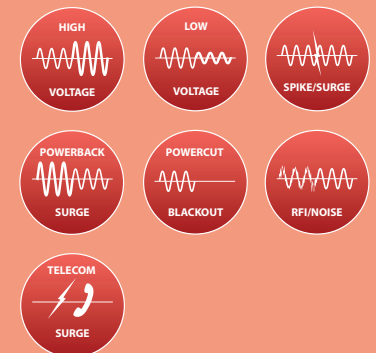 HIGH
VOLTAGE
LOW
VOLTAGE
SPIKE/SURGE
POWERBACK
SURGE
POWERCUT
BLACKOUT
RFI/NOISE
TELECOM
SURGE